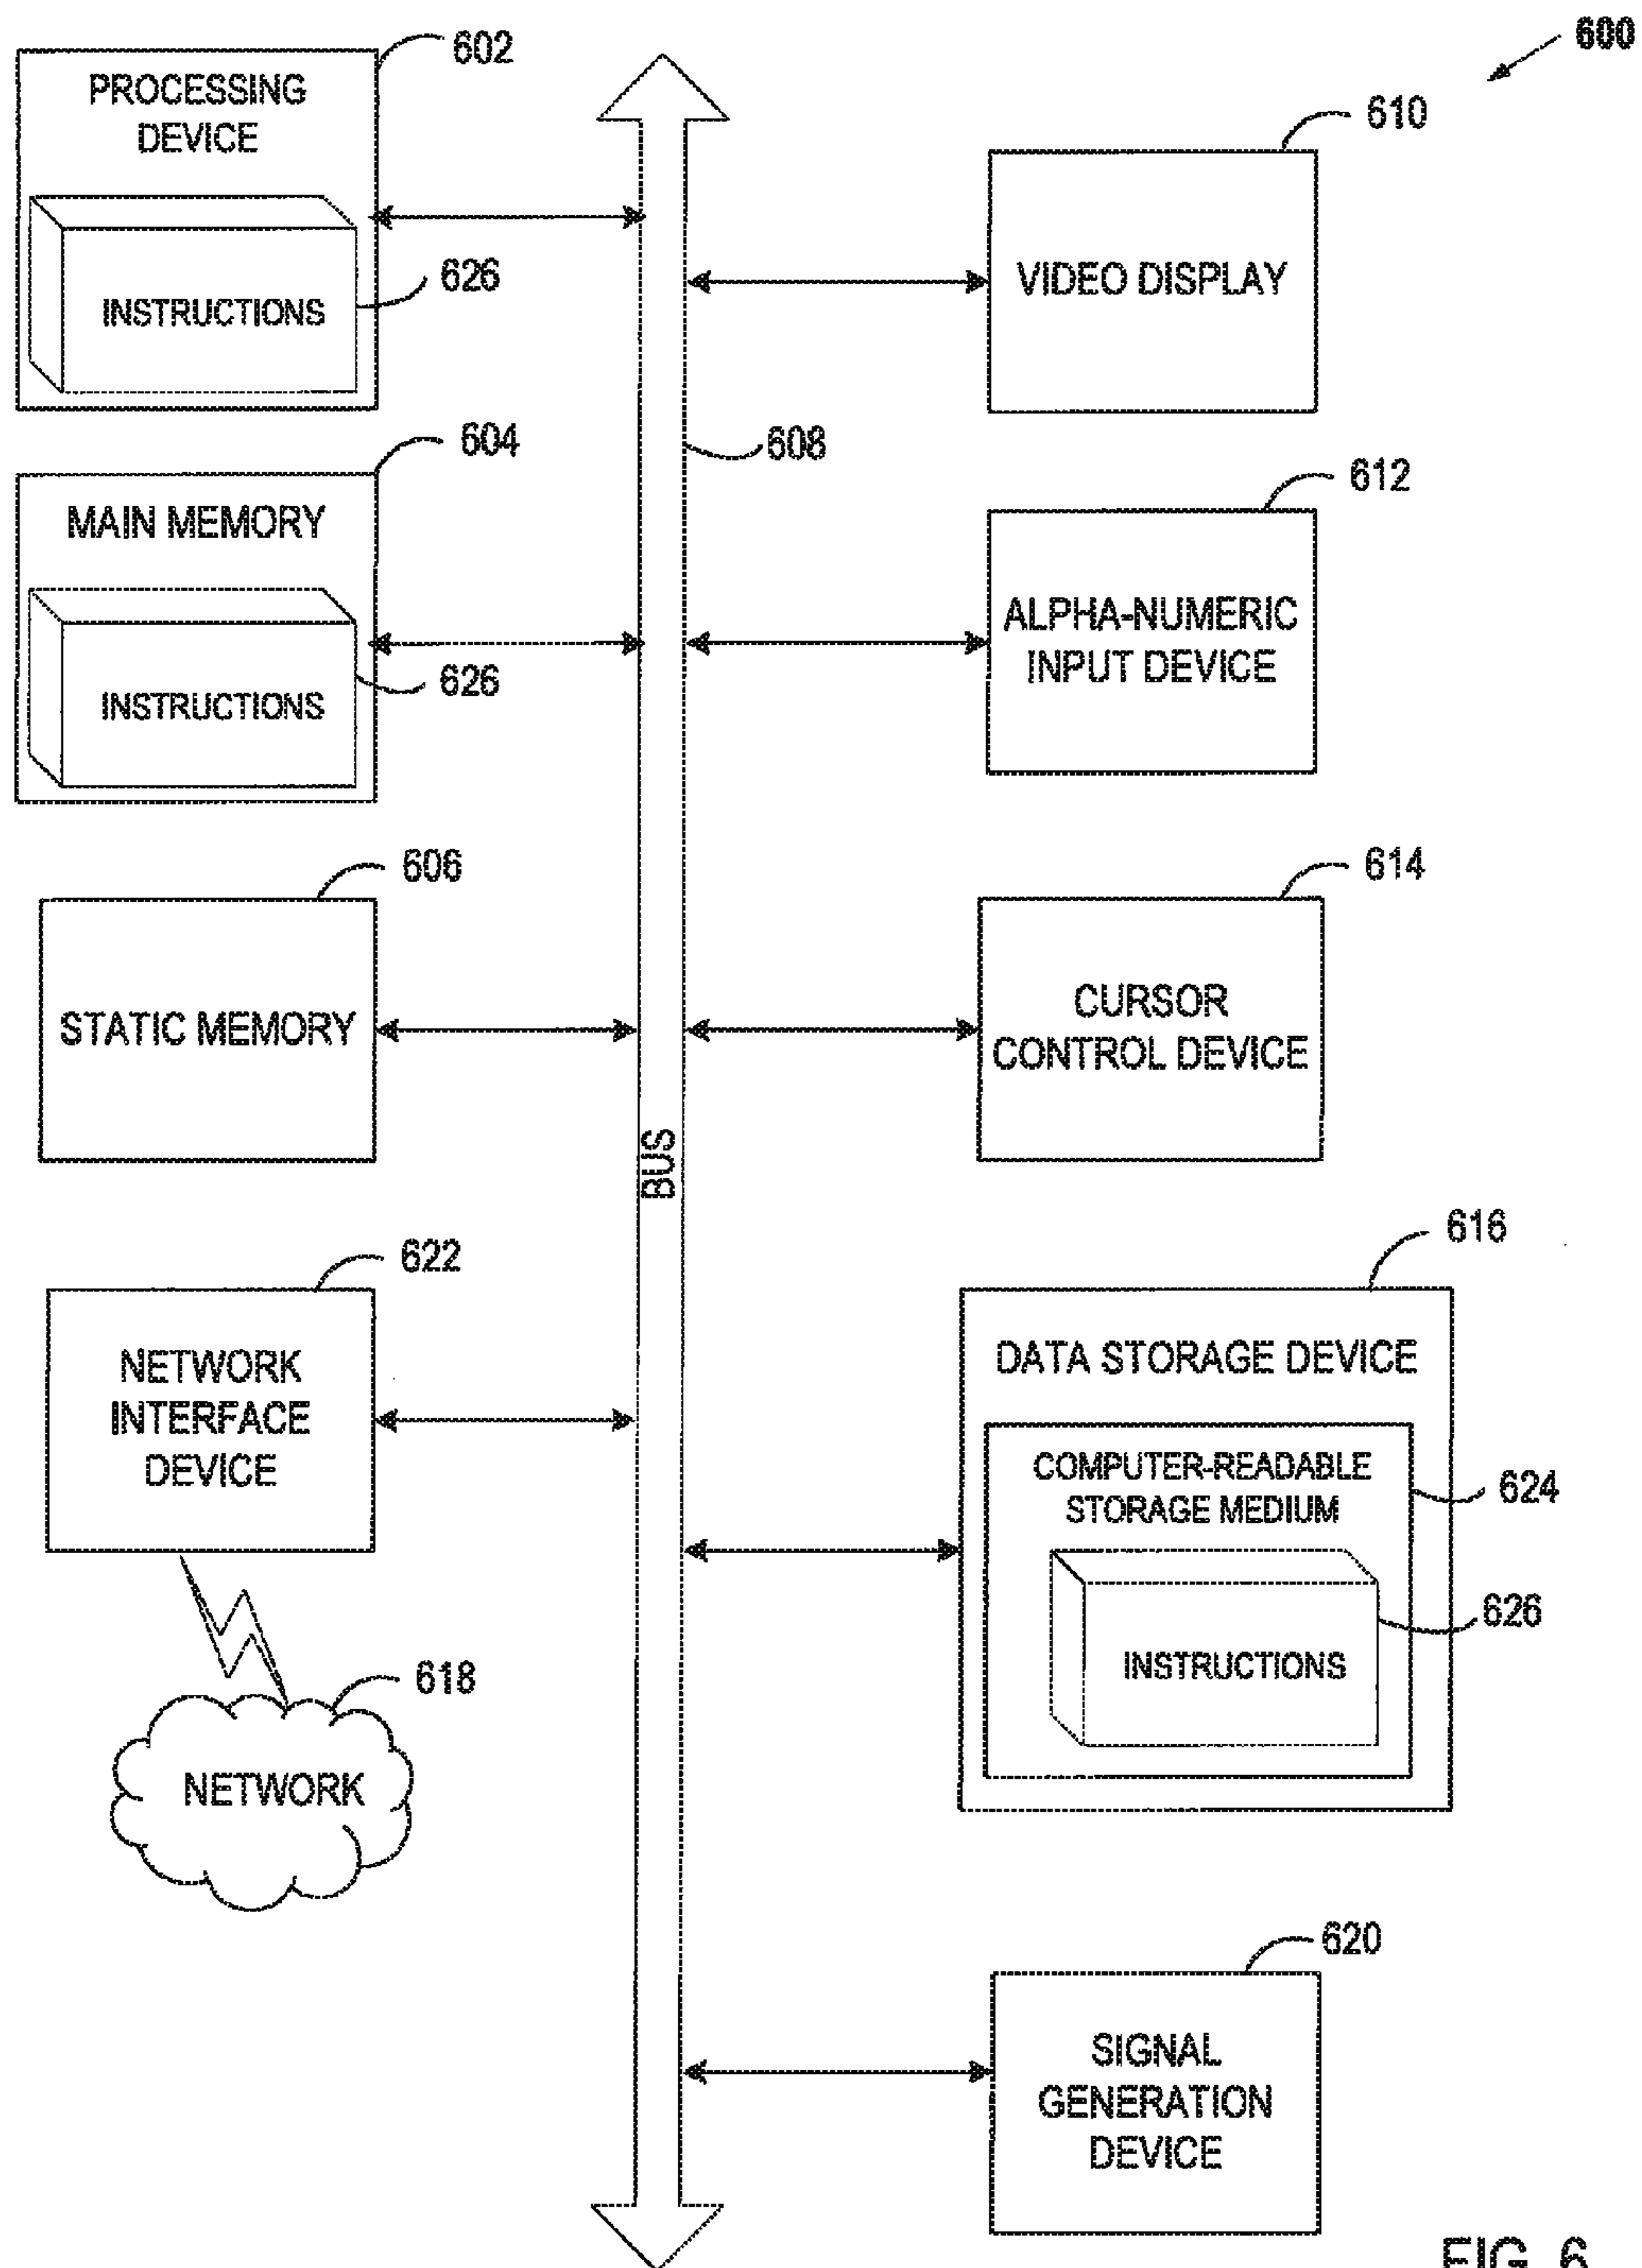 600
602
PROCESSING
DEVICE
INSTRUCTIONS
626
604
MAIN MEMORY
INSTRUCTIONS
626
606
STATIC MEMORY
622
NETWORK
INTERFACE
DEVICE
618
NETWORK
608
BUS
610
VIDEO DISPLAY
612
ALPHA-NUMERIC
INPUT DEVICE
614
CURSOR
CONTROL DEVICE
616
DATA STORAGE DEVICE
COMPUTER-READABLE
STORAGE MEDIUM
624
INSTRUCTIONS
626
620
SIGNAL
GENERATION
DEVICE
FIG. 6